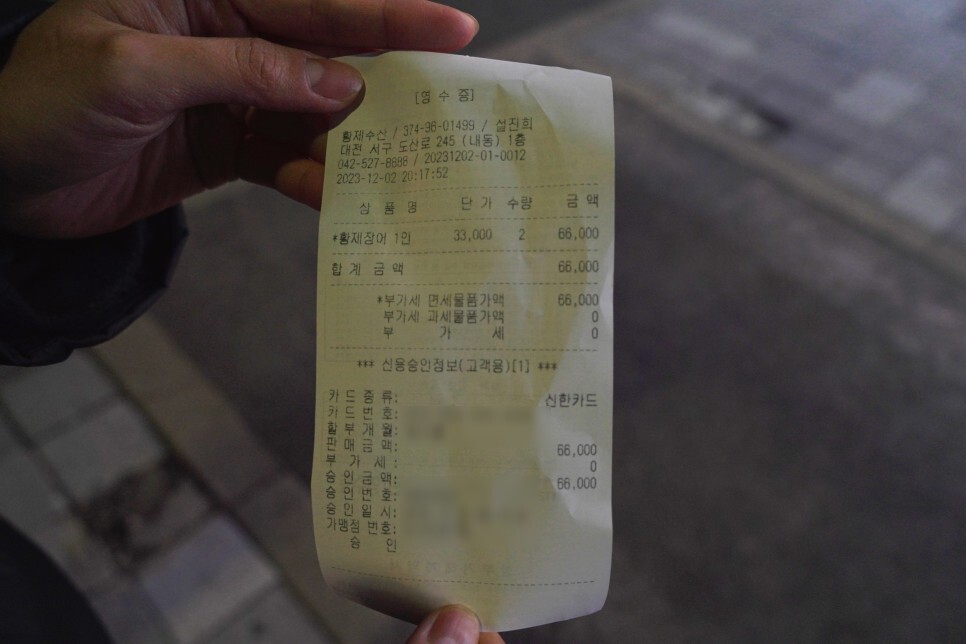 [영 수 증]
황제수산 / 374-96-01499 / 설진희
대전 서구 도산로 245 (내동) 1층
042-527-8688 / 20231202-01-0012
2023-12-02 20:17:52
상 품 명 단 가 수량 금 액
*황제장어 1인 33,000 2 66,000
합 계 금 액 66,000
*부가세 면세물품가액 66,000
부가세 과세물품가액 0
부 가 세 0
*** 신용승인정보(고객용)[1] ***
카 드 종 류: 신한카드
카 드 번 호:
할 부 개 월:
판 매 금 액: 66,000
부 가 세 : 0
승 인 금 액: 66,000
승 인 번 호:
승 인 일 시:
가맹점 번호:
승 인